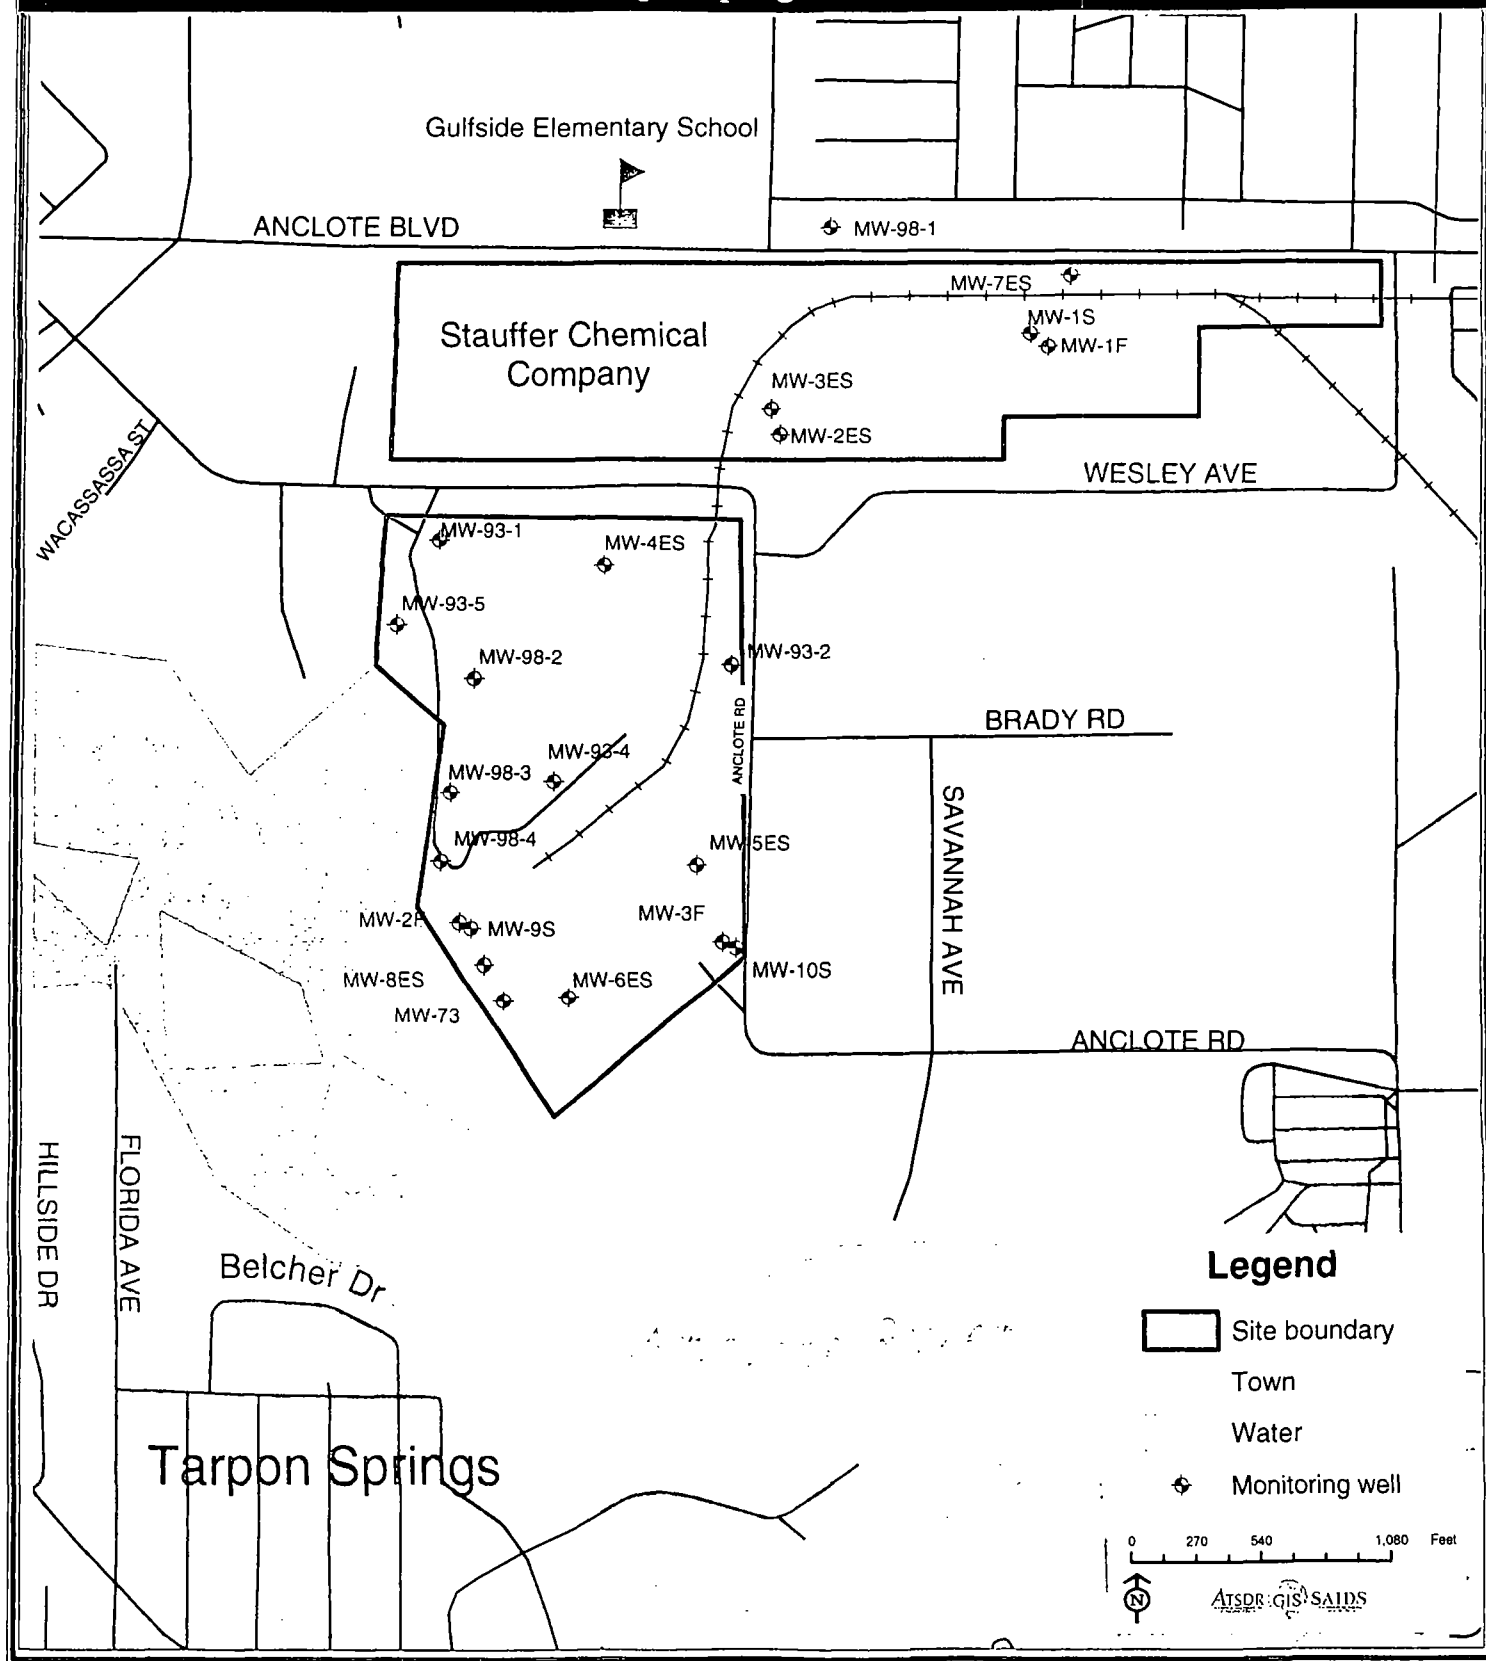 Gulfside Elementary School
ANCLOTE BLVD
MW-98-1
MW-7ES
Stauffer Chemical
Company
MW-1S
MW-1F
MW-3ES
MW-2ES
WESLEY AVE
WACASSASSA ST
MW-93-1
MW-4ES
MW-93-5
MW-98-2
MW-93-2
ANCLOTE RD
BRADY RD
MW-93-4
MW-98-3
MW-98-4
MW-5ES
SAVANNAH AVE
MW-2F
MW-9S
MW-3F
MW-10S
MW-8ES
MW-6ES
MW-73
ANCLOTE RD
HILLSIDE DR
FLORIDA AVE
Belcher Dr
Legend
Site boundary
Town
Water
Monitoring well
Tarpon Springs
0 270 540 1,080 Feet
N
ATSDR GIS SAIDS